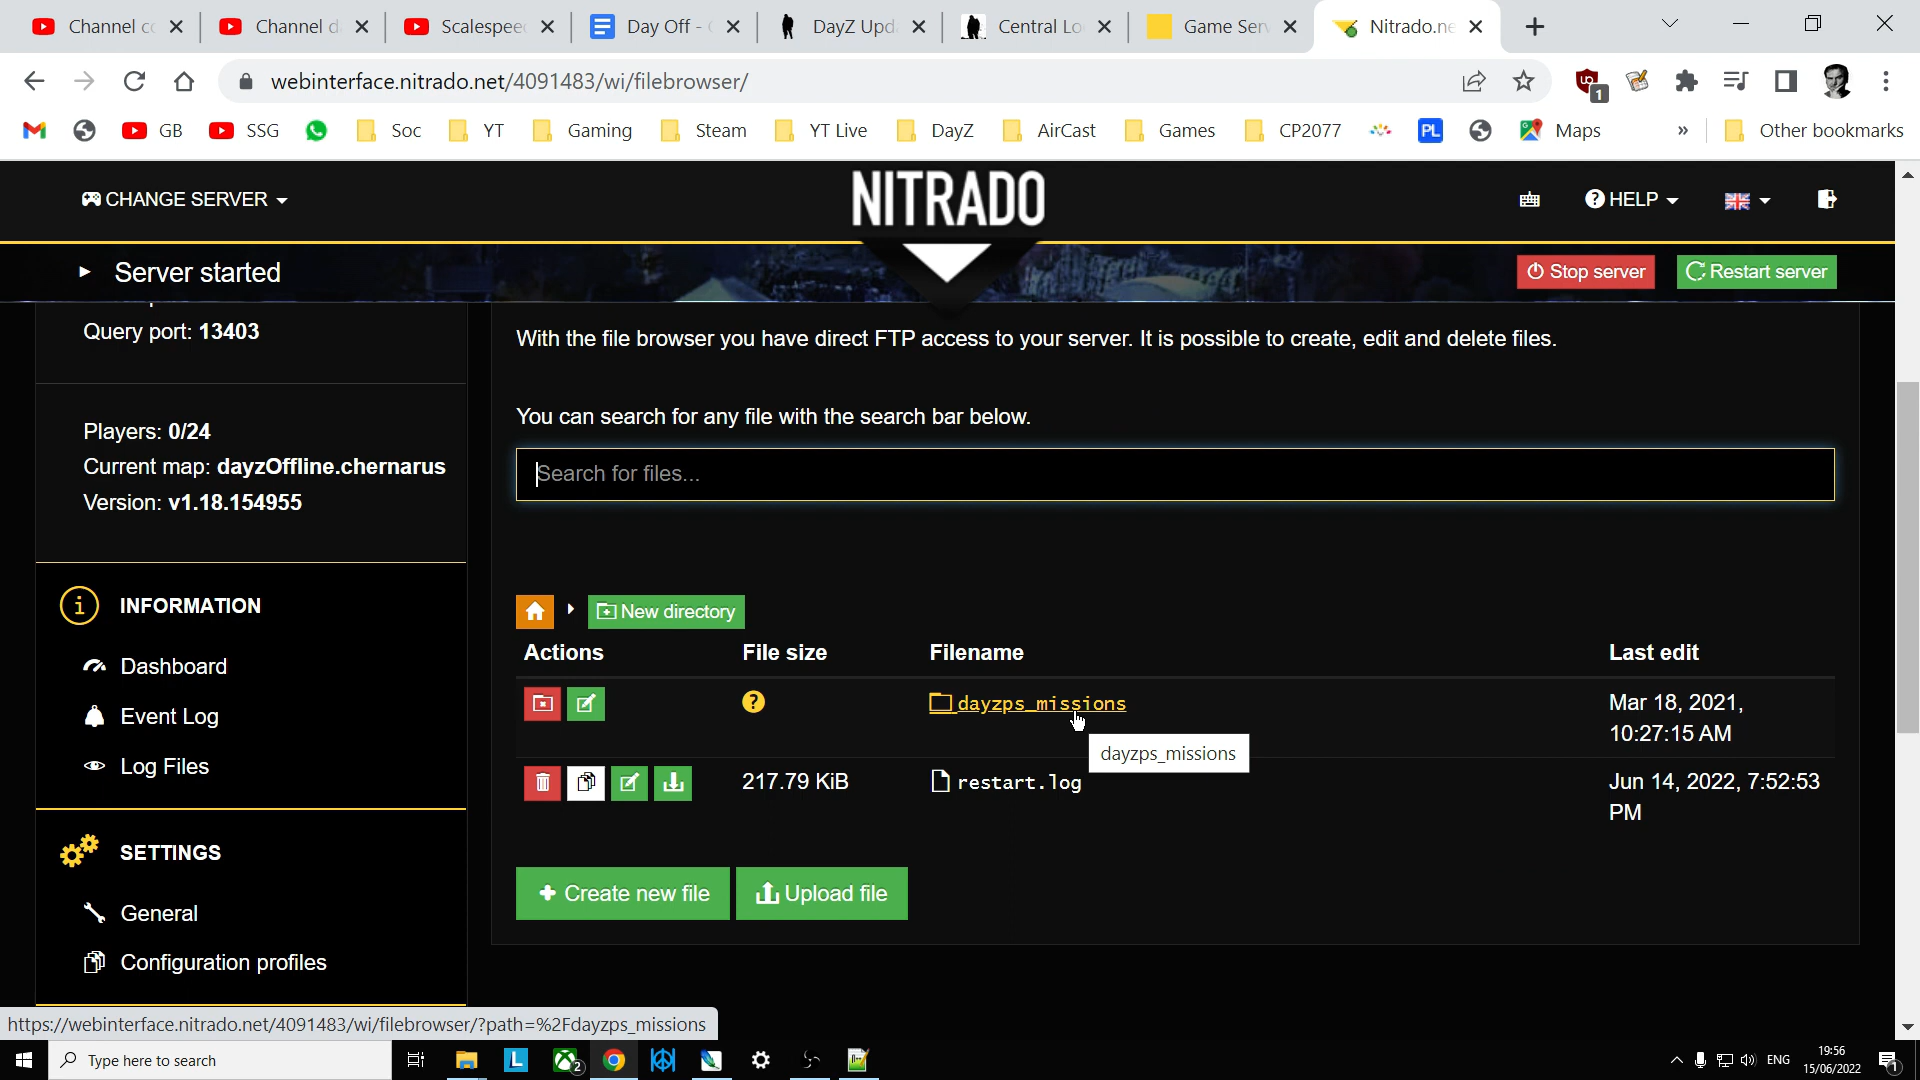 Channel c
Channel d
Scalespee
Day Off -
DayZ Upd
Central Lo
Game Ser
Nitrado.ne
webinterface.nitrado.net/4091483/wi/filebrowser/
1
GB
SSG
Soc
YT
Gaming
Steam
YT Live
DayZ
AirCast
Games
CP2077
PL
Maps
»
Other bookmarks
CHANGE SERVER
NITRADO
HELP
Server started
Stop server
Restart server
Query port: 13403
With the file browser you have direct FTP access to your server. It is possible to create, edit and delete files.
Players: 0/24
Current map: dayzOffline.chernarus
Version: v1.18.154955
You can search for any file with the search bar below.
Search for files...
INFORMATION
Dashboard
Event Log
Log Files
New directory
Actions
File size
Filename
Last edit
dayzps_missions
Mar 18, 2021,
10:27:15 AM
dayzps_missions
217.79 KiB
restart.log
Jun 14, 2022, 7:52:53
PM
SETTINGS
General
Configuration profiles
Create new file
Upload file
https://webinterface.nitrado.net/4091483/wi/filebrowser/?path=%2Fdayzps_missions
Type here to search
L
2
ENG
19:56
15/06/2022
1